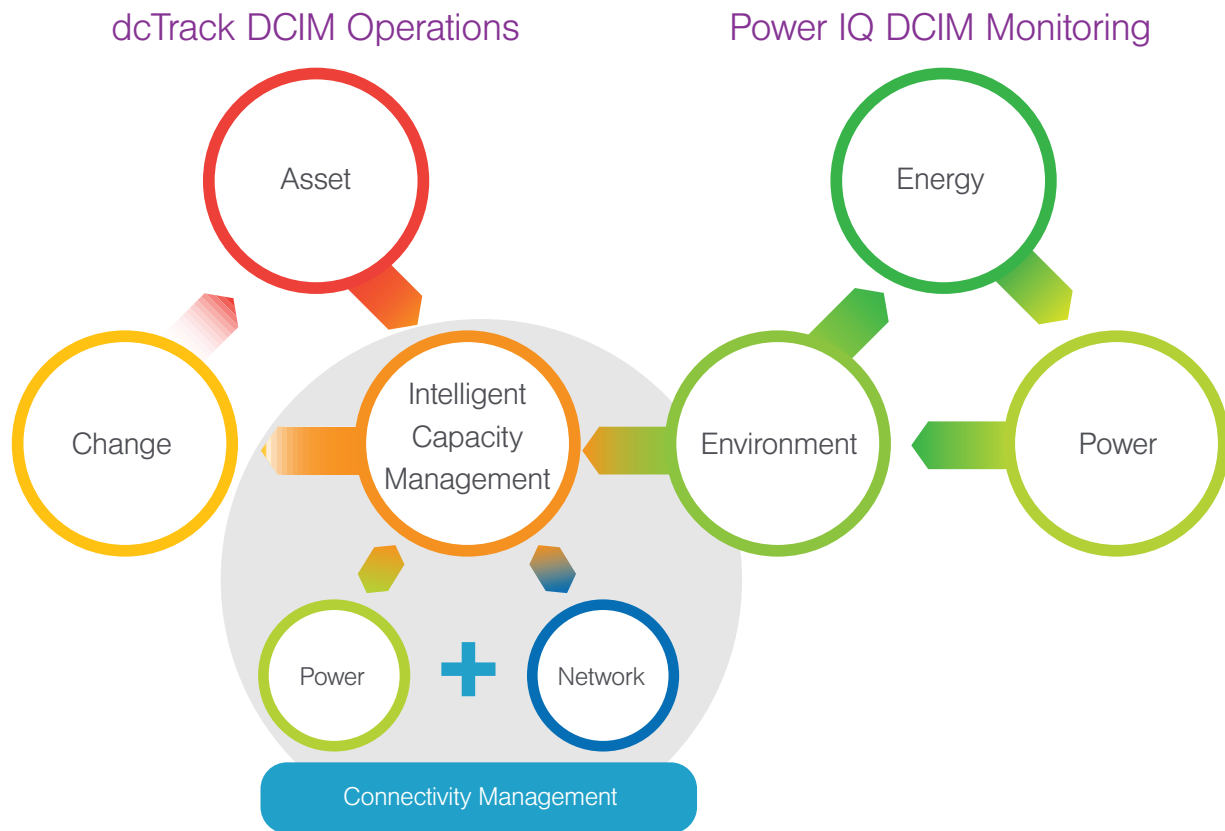 dcTrack DCIM Operations
Power IQ DCIM Monitoring
Asset
Energy
Change
Intelligent
Capacity
Management
Environment
Power
Power
Network
Connectivity Management